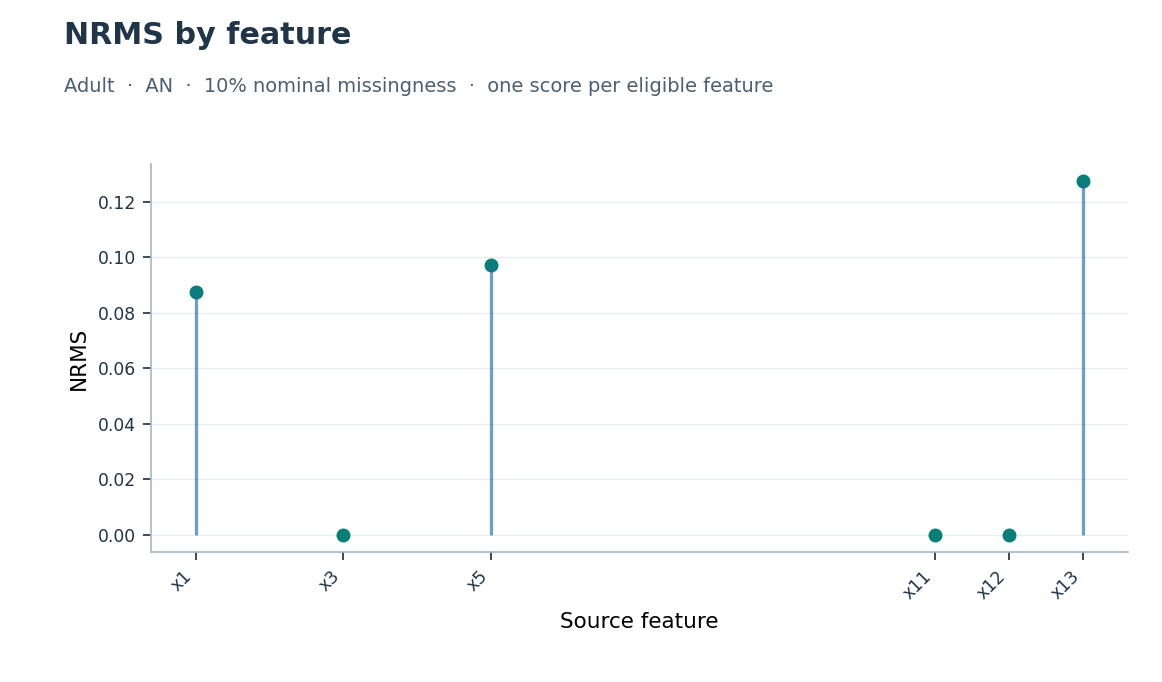 NRMS by feature
Adult · AN · 10% nominal missingness · one score per eligible feature
0.12
0.10
0.08
0.06
0.04
0.02
0.00
NRMS
x1
x3
x5
x11
x12
x13
Source feature